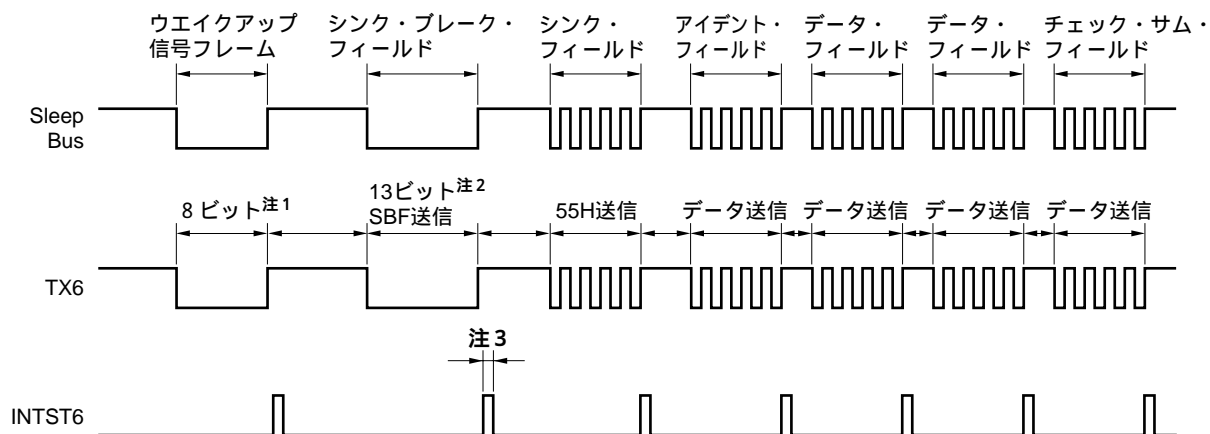 ウエイクアップ
信号フレーム
シンク・ブレーク・
フィールド
シンク・
フィールド
アイデント・
フィールド
データ・
フィールド
データ・
フィールド
チェック・サム・
フィールド
Sleep
Bus
8 ビット注1
13ビット注2
SBF送信
55H送信
データ送信
データ送信
データ送信
データ送信
TX6
注3
INTST6